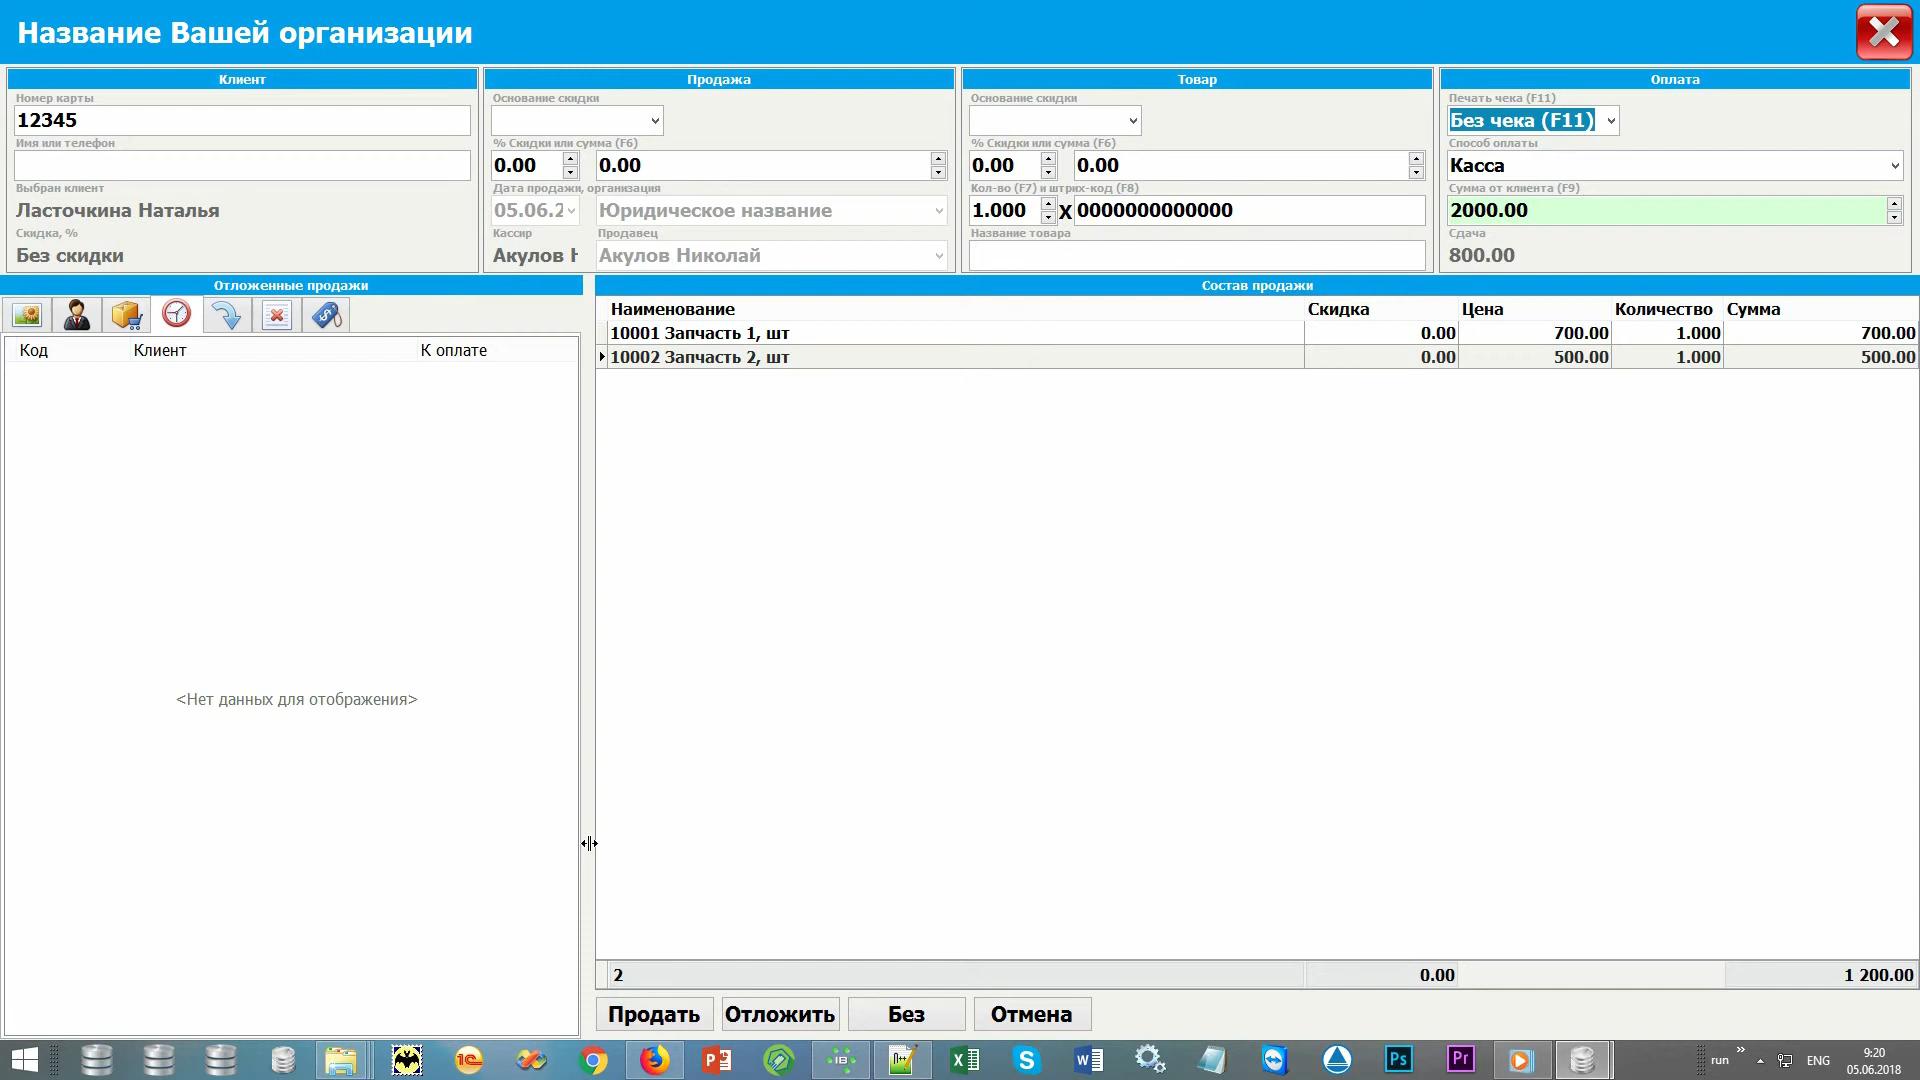 Название Вашей организации
Клиент
Номер карты
12345
Имя или телефон
Выбран клиент
Ласточкина Наталья
Скидка, %
Без скидки
Продажа
Основание скидки
% Скидки или сумма (F6)
0.00 0.00
Дата продажи, организация
05.06.2 Юридическое название
Кассир Продавец
Акулов Н Акулов Николай
Товар
Основание скидки
% Скидки или сумма (F6)
0.00 0.00
Кол-во (F7) и штрих-код (F8)
1.000 X 0000000000000
Название товара
Оплата
Печать чека (F11)
Без чека (F11)
Способ оплаты
Касса
Сумма от клиента (F9)
2000.00
Сдача
800.00
Отложенные продажи
Код Клиент К оплате
<Нет данных для отображения>
Состав продажи
Наименование Скидка Цена Количество Сумма
10001 Запчасть 1, шт 0.00 700.00 1.000 700.00
10002 Запчасть 2, шт 0.00 500.00 1.000 500.00
2 0.00 1 200.00
Продать Отложить Без Отмена
run ENG 9:20
05.06.2018